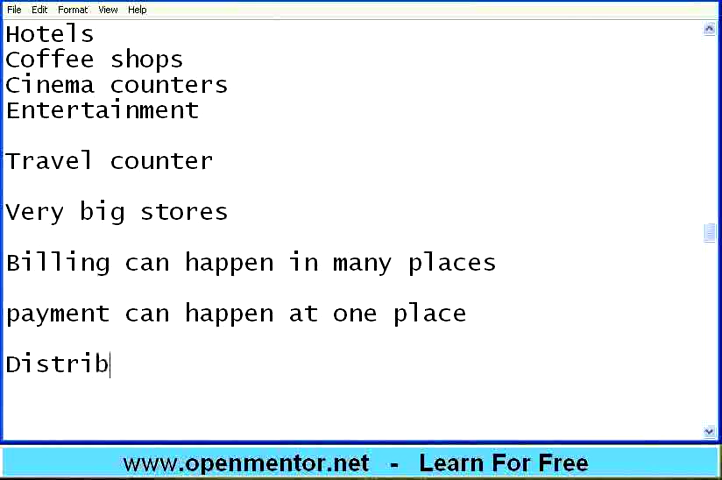 File Edit Format View Help
Hotels
Coffee shops
Cinema counters
Entertainment
Travel counter
Very big stores
Billing can happen in many places
payment can happen at one place
Distrib
www.openmentor.net - Learn For Free